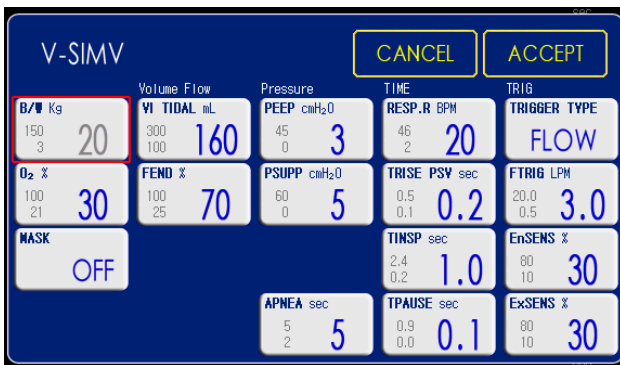 V-SIMV CANCEL ACCEPT
Volume Flow Pressure TIME TRIG
B/W Kg
150
3
20
VI TIDAL mL
300
100
160
PEEP cmH₂O
45
0
3
RESP.R BPM
46
2
20
TRIGGER TYPE
FLOW
O₂ %
100
21
30
FEND %
100
25
70
PSUPP cmH₂O
60
0
5
TRISE PSV sec
0.5
0.1
0.2
FTRIG LPM
20.0
0.5
3.0
MASK
OFF
TINSP sec
2.4
0.2
1.0
EnSENS %
80
10
30
APNEA sec
5
2
5
TPAUSE sec
0.9
0.0
0.1
ExSENS %
80
10
30